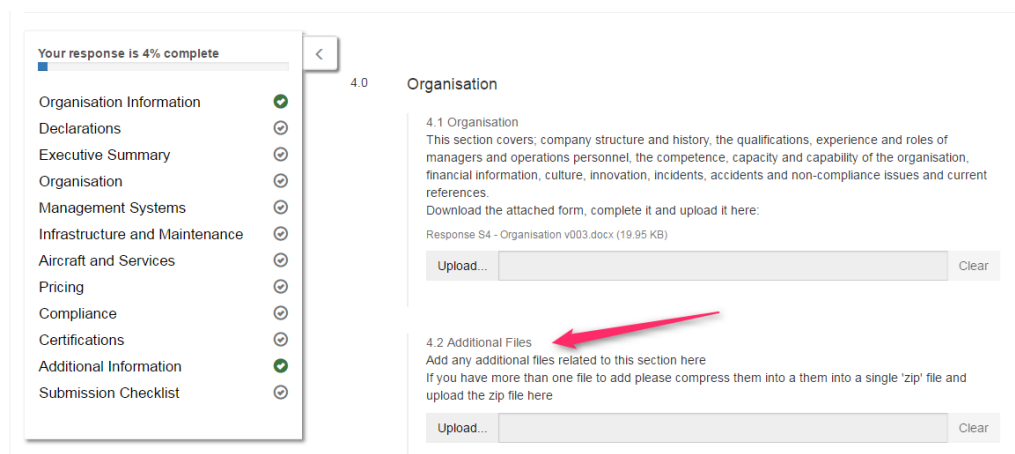 Your response is 4% complete
Organisation Information
Declarations
Executive Summary
Organisation
Management Systems
Infrastructure and Maintenance
Aircraft and Services
Pricing
Compliance
Certifications
Additional Information
Submission Checklist
4.0 Organisation
4.1 Organisation
This section covers; company structure and history, the qualifications, experience and roles of
managers and operations personnel, the competence, capacity and capability of the organisation,
financial information, culture, innovation, incidents, accidents and non-compliance issues and current
references.
Download the attached form, complete it and upload it here:
Response S4 - Organisation v003.docx (19.95 KB)
Upload... Clear
4.2 Additional Files
Add any additional files related to this section here
If you have more than one file to add please compress them into a them into a single 'zip' file and
upload the zip file here
Upload... Clear